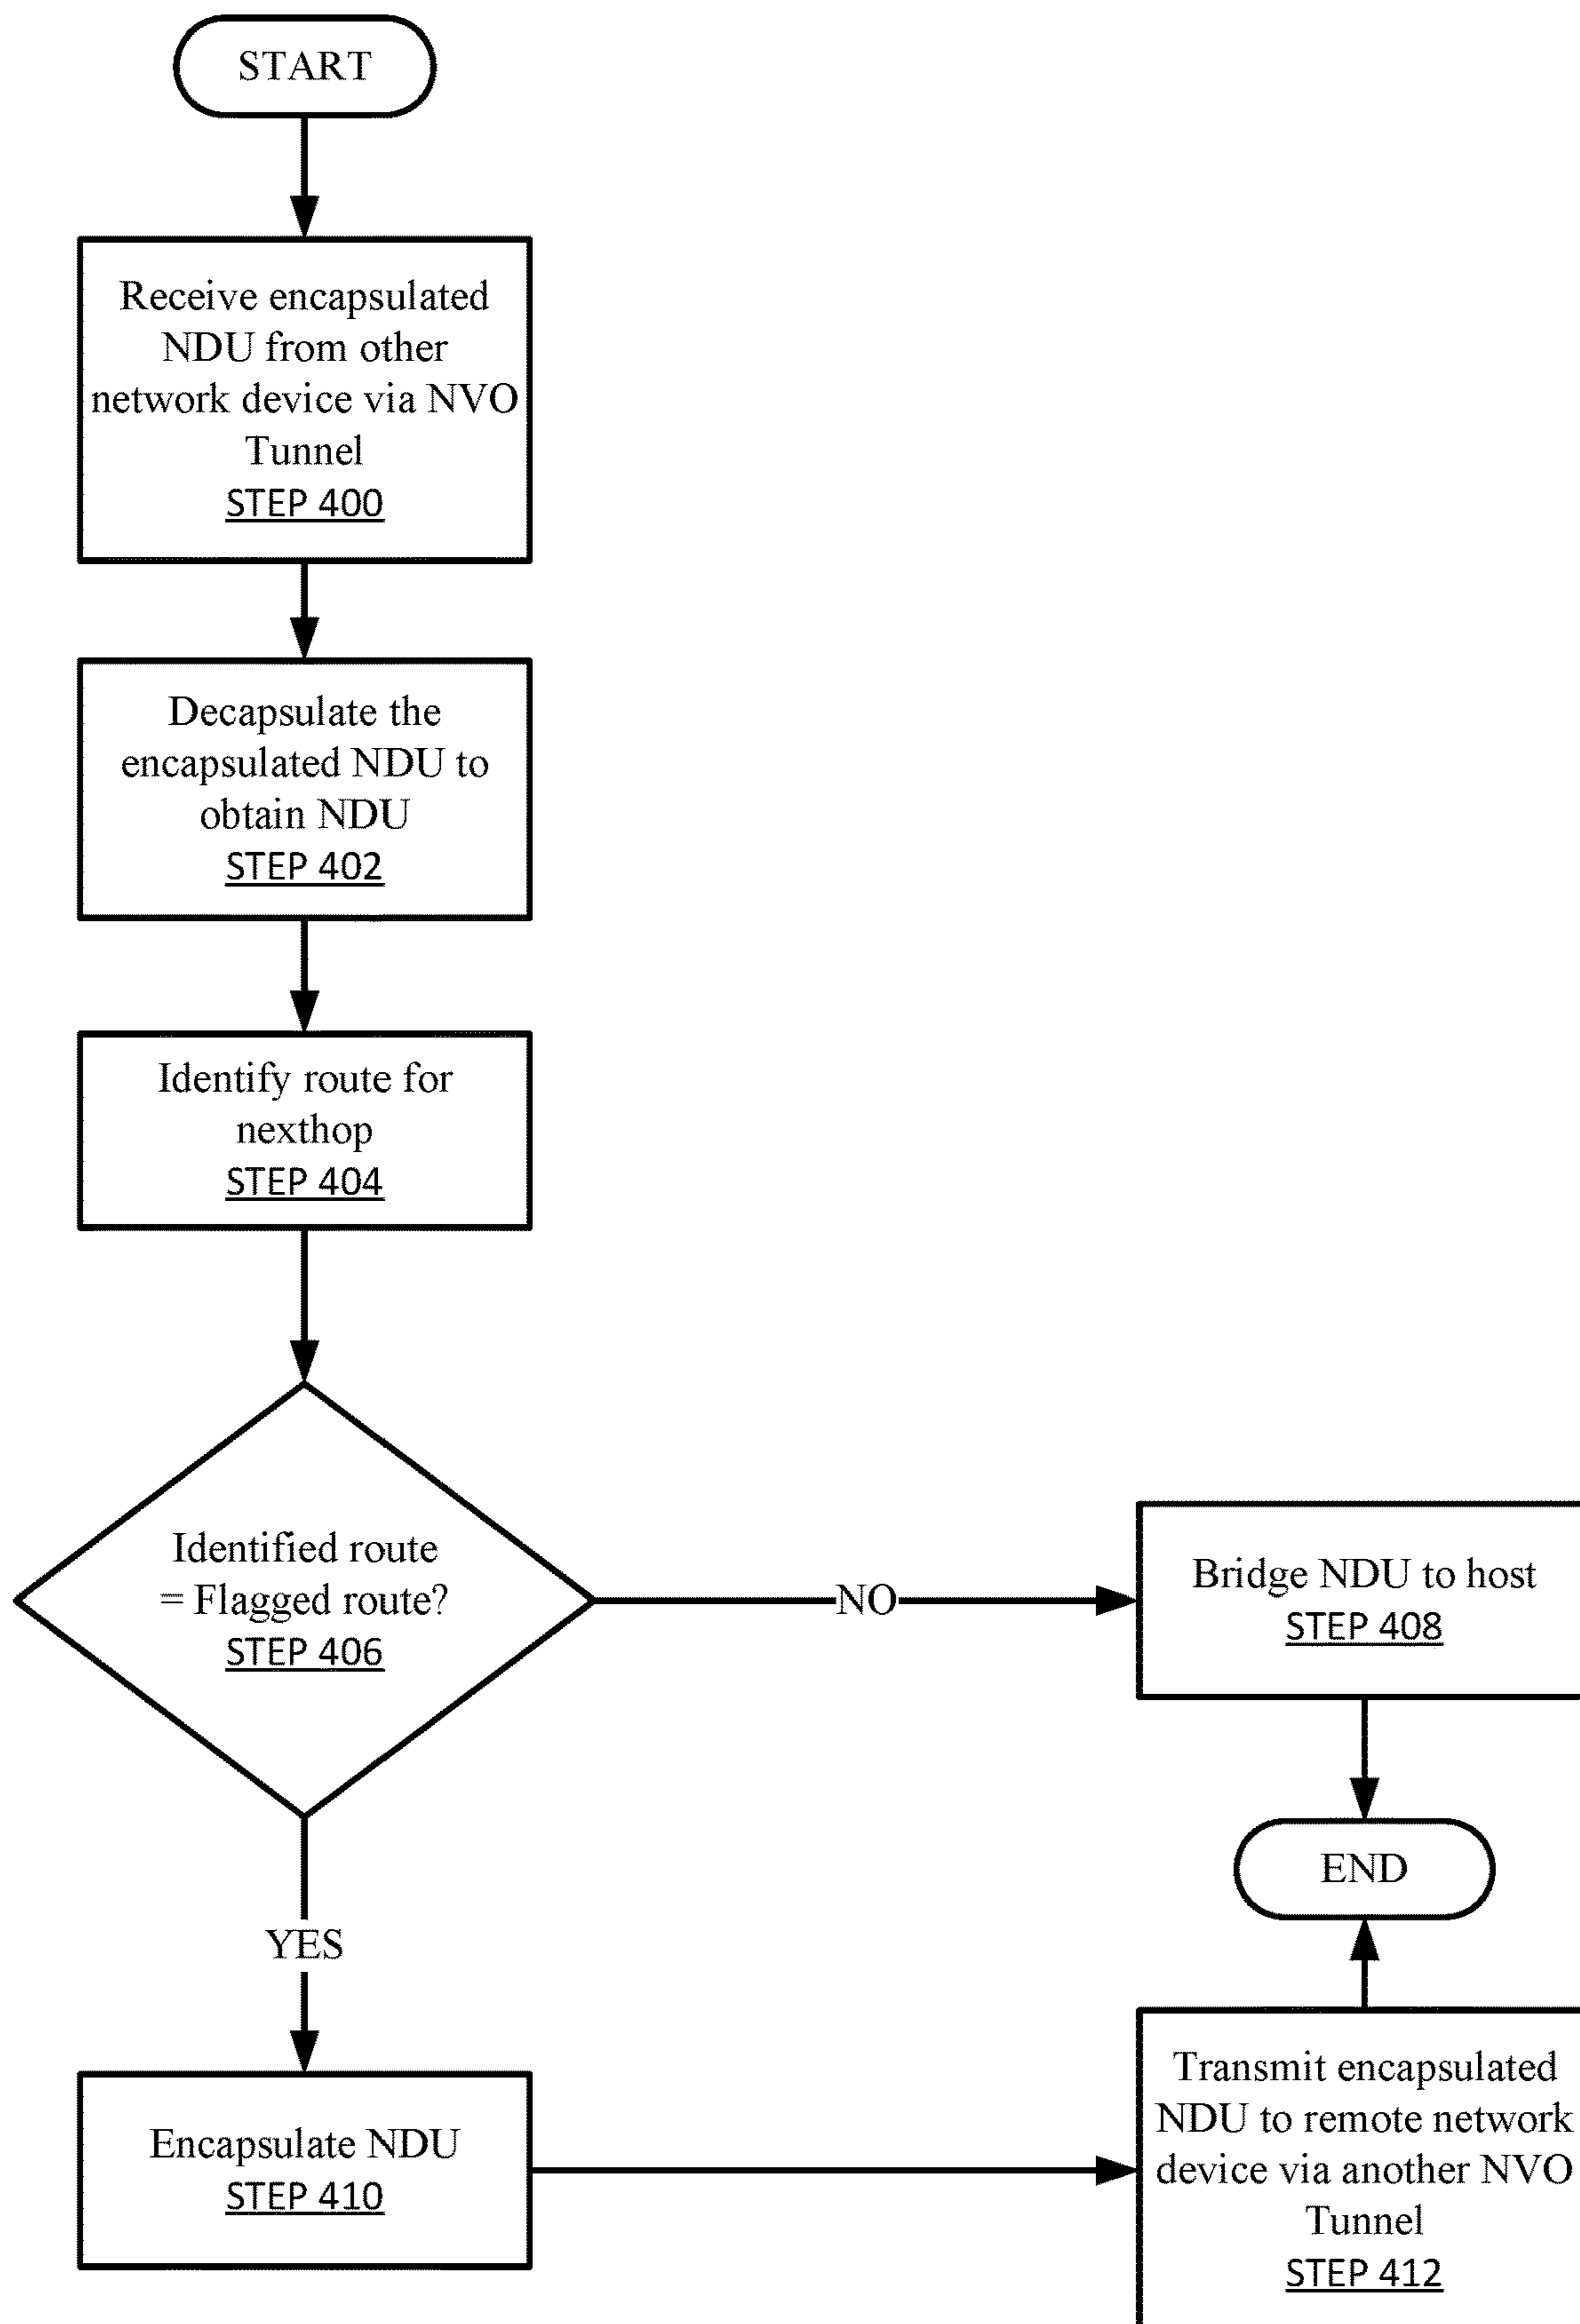 START
Receive encapsulated
NDU from other
network device via NVO
Tunnel
STEP 400
Decapsulate the
encapsulated NDU to
obtain NDU
STEP 402
Identify route for
nexthop
STEP 404
Identified route
= Flagged route?
STEP 406
NO
Bridge NDU to host
STEP 408
END
YES
Encapsulate NDU
STEP 410
Transmit encapsulated
NDU to remote network
device via another NVO
Tunnel
STEP 412